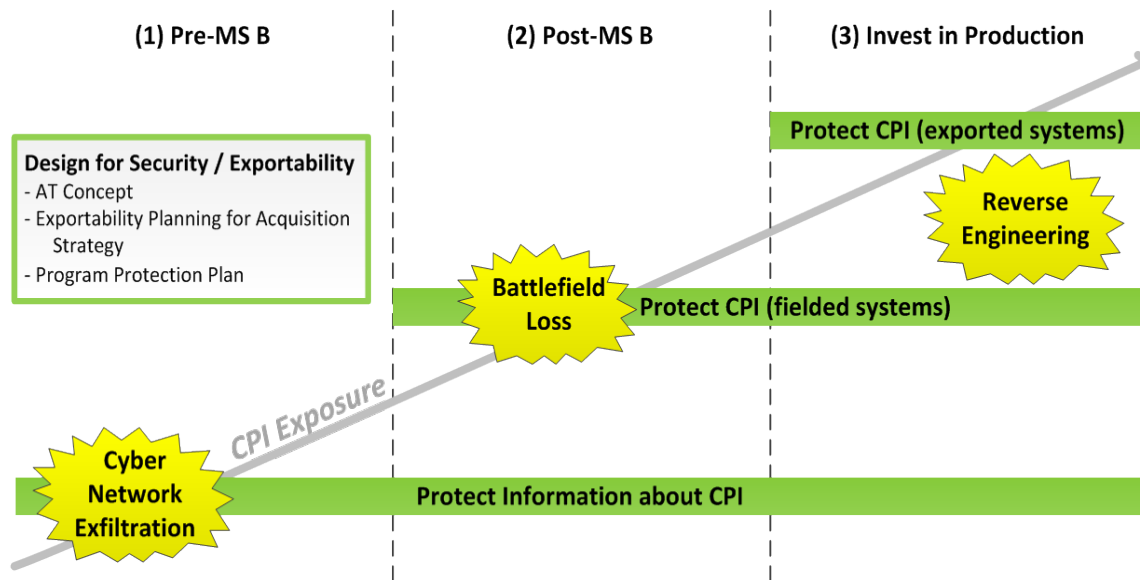 (1) Pre-MS B
(2) Post-MS B
(3) Invest in Production
Protect CPI (exported systems)
Design for Security / Exportability
- AT Concept
- Exportability Planning for Acquisition
Strategy
- Program Protection Plan
Reverse
Engineering
Battlefield
Loss
Protect CPI (fielded systems)
CPI Exposure
Cyber
Network
Exfiltration
Protect Information about CPI